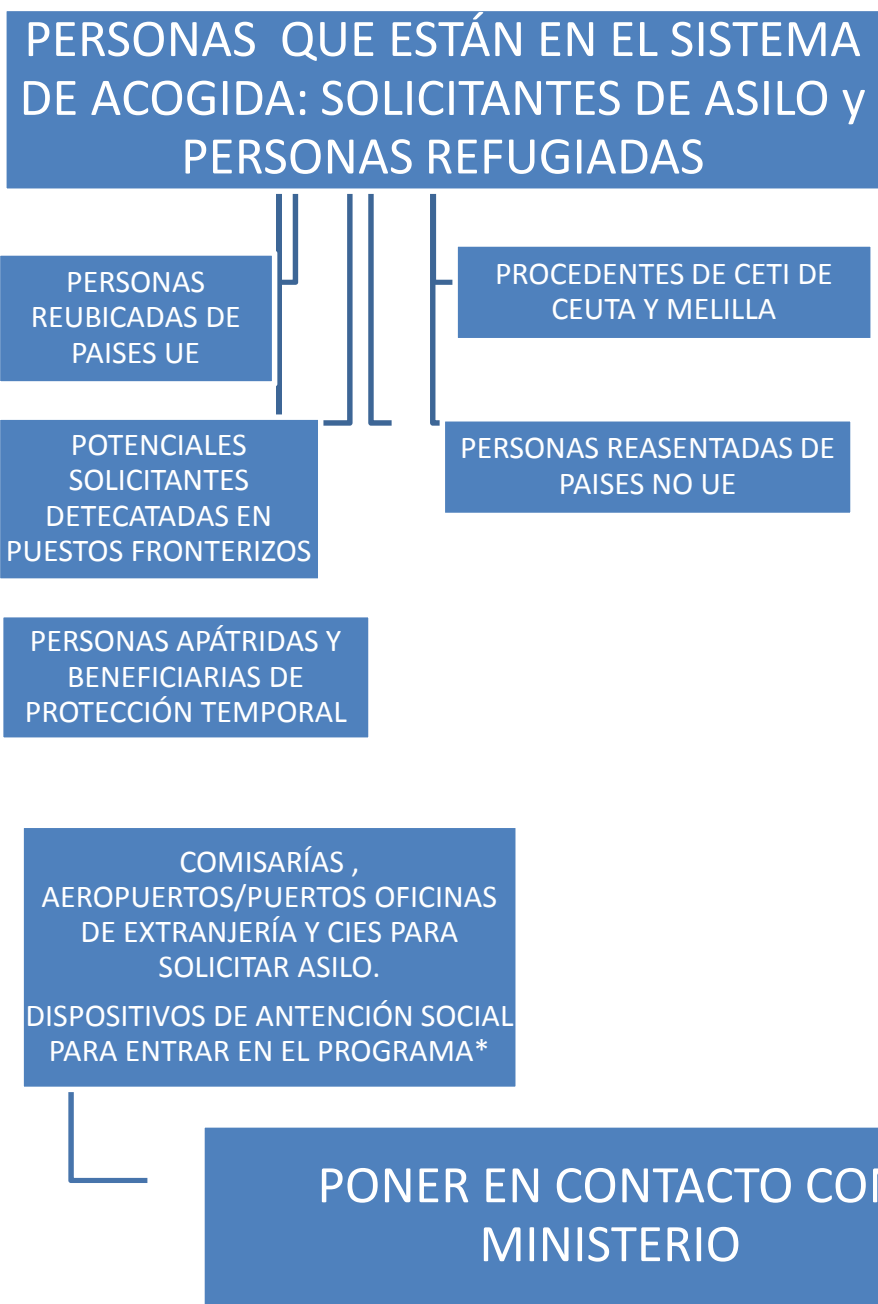 PERSONAS QUE ESTÁN EN EL SISTEMA
DE ACOGIDA: SOLICITANTES DE ASILO y
PERSONAS REFUGIADAS
PERSONAS
REUBICADAS DE
PAISES UE
PROCEDENTES DE CETI DE
CEUTA Y MELILLA
POTENCIALES
SOLICITANTES
DETECATADAS EN
PUESTOS FRONTERIZOS
PERSONAS REASENTADAS DE
PAISES NO UE
PERSONAS APÁTRIDAS Y
BENEFICIARIAS DE
PROTECCIÓN TEMPORAL
COMISARÍAS ,
AEROPUERTOS/PUERTOS OFICINAS
DE EXTRANJERÍA Y CIES PARA
SOLICITAR ASILO.
DISPOSITIVOS DE ANTENCIÓN SOCIAL
PARA ENTRAR EN EL PROGRAMA*
PONER EN CONTACTO CON
MINISTERIO